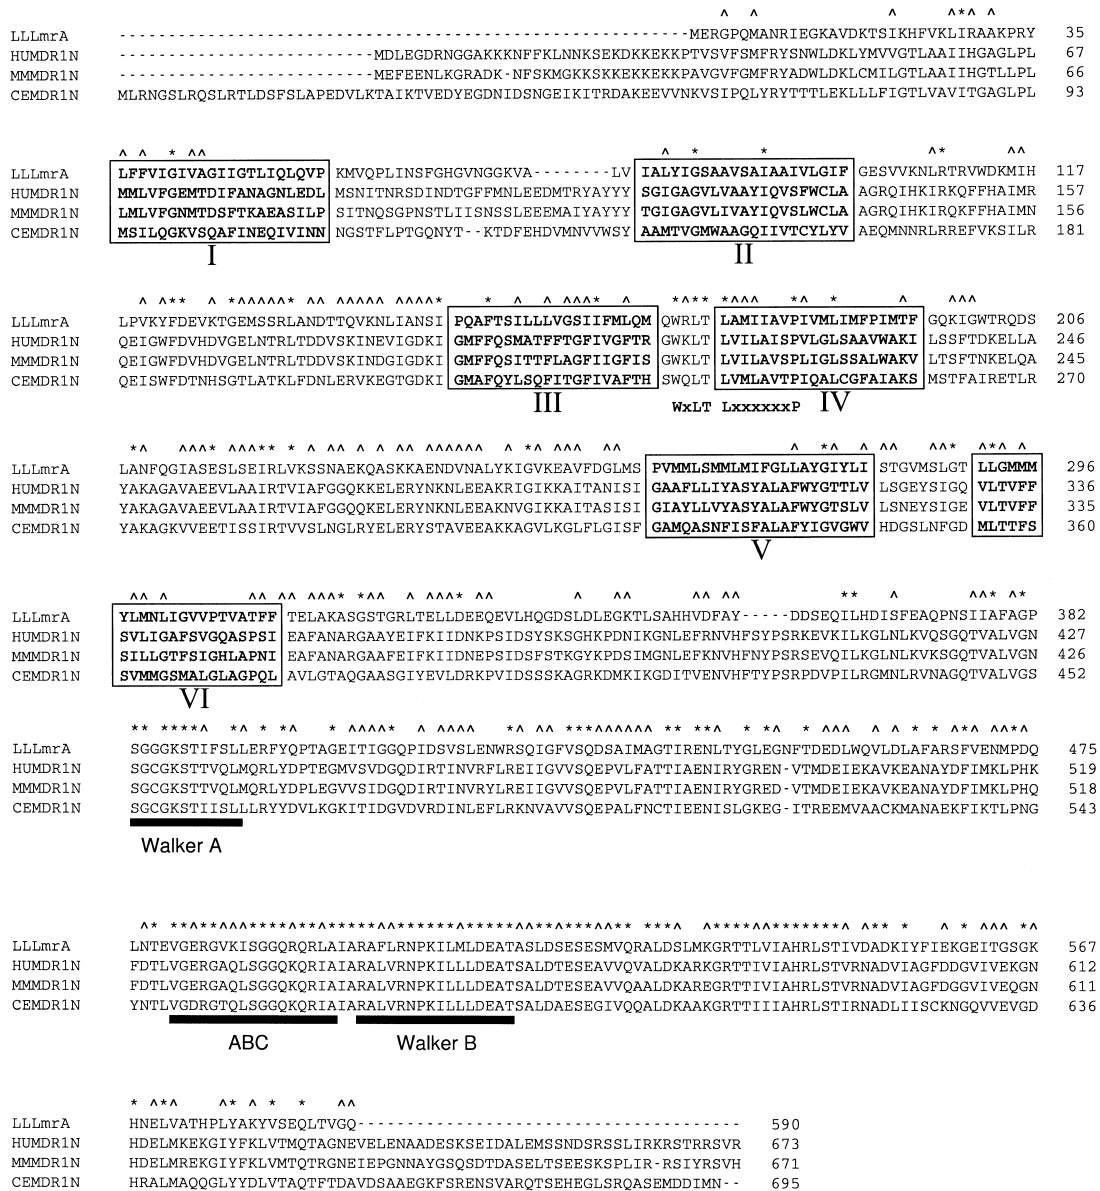 ^ ^ ^ ^*^ ^
LLLmrA ----------------------------------------------------------MERGPQMANRIEGKAVDKTSIKHFVKLIRAAKPRY 35
HUMDR1N --------------------------MDLEGDRNGGAKKKNFFKLNNKSEKDKKEKKPTVSVFSMFRYSNWLDKLYMVVGTLAAIIHGAGLPL 67
MMMDR1N --------------------------MEFEENLKGRADK-NFSKMGKKSKKEKKEKKPAVGVFGMFRYADWLDKLCMILGTLAAIIHGTLLPL 66
CEMDR1N MLRNGSLRQSLRTLDSFSLAPEDVLKTAIKTVEDYEGDNIDSNGEIKITRDAKEEVVNKVSIPQLYRYTTTLEKLLLFIGTLVAVITGAGLPL 93
^ ^ * ^^ ^ * * ^* ^^
LLLmrA LFFVIGIVAGIIGTLIQLQVP KMVQPLINSFGHGVNGGKVA--------LV IALYIGSAAVSAIAAIVLGIF GESVVKNLRTRVWDKMIH 117
HUMDR1N MMLVFGEMTDIFANAGNLEDL MSNITNRSDINDTGFFMNLEEDMTRYAYYY SGIGAGVLVAAYIQVSFWCLA AGRQIHKIRKQFFHAIMR 157
MMMDR1N LMLVFGNMTDSFTKAEASILP SITNQSGPNSTLIISNSSLEEEMAIYAYYY TGIGAGVLIVAYIQVSLWCLA AGRQIHKIRQKFFHAIMN 156
CEMDR1N MSILQGKVSQAFINEQIVINN NGSTFLPTGQNYT--KTDFEHDVMNVVWSY AAMTVGMWAAGQIIVTCYLYV AEQMNNRLRREFVKSILR 181
I II
^ ^** ^ *^^^^^* ^^ ^^^^^ ^^^^* * ^ ^ ^^^* ^ *^** *^^^ *^ * ^ ^^^
LLLmrA LPVKYFDEVKTGEMSSRLANDTTQVKNLIANSI PQAFTSILLLVGSIIFMLQM QWRLT LAMIIAVPIVMLIMFPIMTF GQKIGWTRQDS 206
HUMDR1N QEIGWFDVHDVGELNTRLTDDVSKINEVIGDKI GMFFQSMATFFTGFIVGFTR GWKLT LVILAISPVLGLSAAVWAKI LSSFTDKELLA 246
MMMDR1N QEIGWFDVHDVGELNTRLTDDVSKINDGIGDKI GMFFQSITTFLAGFIIGFIS GWKLT LVILAVSPLIGLSSALWAKV LTSFTNKELQA 245
CEMDR1N QEISWFDTNHSGTLATKLFDNLERVKEGTGDKI GMAFQYLSQFITGFIVAFTH SWQLT LVMLAVTPIQALCGFAIAKS MSTFAIRETLR 270
III WxLT LxxxxxxP IV
*^ ^^^* ^^^*** * ^ ^^ ^^^ ^^ ^^^^^^ ^ *^ ^^^ ^^ ^ *^ ^ *^^ ^^* ^*^ ^
LLLmrA LANFQGIASESLSEIRLVKSSNAEKQASKKAENDVNALYKIGVKEAVFDGLMS PVMMLSMMLMIFGLLAYGIYLI STGVMSLGT LLGMMM 296
HUMDR1N YAKAGAVAEEVLAAIRTVIAFGGQKKELERYNKNLEEAKRIGIKKAITANISI GAAFLLIYASYALAFWYGTTLV LSGEYSIGQ VLTVFF 336
MMMDR1N YAKAGAVAEEVLAAIRTVIAFGGQQKELERYNKNLEEAKNVGIKKAITASISI GIAYLLVYASYALAFWYGTSLV LSNEYSIGE VLTVFF 335
CEMDR1N YAKAGKVVEETISSIRTVVSLNGLRYELERYSTAVEEAKKAGVLKGLFLGISF GAMQASNFISFALAFYIGVGWV HDGSLNFGD MLTTFS 360
V
^^ ^ ^^ ^^ ^^^* *^^ *^^ ^^^* ^ ^ ^^ ^^ ** ^ ^^* ^*^
LLLmrA YLMNLIGVVPTVATFF TELAKASGSTGRLTELLDEEQEVLHQGDSLDLEGKTLSAHHVDFAY-----DDSEQILHDISFEAQPNSIIAFAGP 382
HUMDR1N SVLIGAFSVGQASPSI EAFANARGAAYEIFKIIDNKPSIDSYSKSGHKPDNIKGNLEFRNVHFSYPSRKEVKILKGLNLKVQSGQTVALVGN 427
MMMDR1N SILLGTFSIGHLAPNI EAFANARGAAFEIFKIIDNEPSIDSFSTKGYKPDSIMGNLEFKNVHFNYPSRSEVQILKGLNLKVKSGQTVALVGN 426
CEMDR1N SVMMGSMALGLAGPQL AVLGTAQGAASGIYEVLDRKPVIDSSSKAGRKDMKIKGDITVENVHFTYPSRPDVPILRGMNLRVNAGQTVALVGS 452
VI
** ****^ *^ * *^ * ^^^^* ^ ^^^^ *^ ^^ ^^^^^^ **^**^ ^ *^ ^ * ^*^ **^*
LLLmrA SGGGKSTIFSLLERFYQPTAGEITIGGQPIDSVSLENWRSQIGFVSQDSAIMAGTIRENLTYGLEGNFTDEDLWQVLDLAFARSFVENMPDQ 475
HUMDR1N SGCGKSTTVQLMQRLYDPTEGMVSVDGQDIRTINVRFLREIIGVVSQEPVLFATTIAENIRYGREN-VTMDEIEKAVKEANAYDFIMKLPHK 519
MMMDR1N SGCGKSTTVQLMQRLYDPLEGVVSIDGQDIRTINVRYLREIIGVVSQEPVLFATTIAENIRYGRED-VTMDEIEKAVKEANAYDFIMKLPHQ 518
CEMDR1N SGCGKSTIISLLLRYYDVLKGKITIDGVDVRDINLEFLRKNVAVVSQEPALFNCTIEENISLGKEG-ITREEMVAACKMANAEKFIKTLPNG 543
Walker A
^* **^**^^^**********^**^^***********^****^**^***^ ^******^*********^**^**^* * ^ *^ ^^^ *^
LLLmrA LNTEVGERGVKISGGQRQRLAIARAFLRNPKILMLDEATASLDSESESMVQRALDSLMKGRTTLVIAHRLSTIVDADKIYFIEKGEITGSGK 567
HUMDR1N FDTLVGERGAQLSGGQKQRIAIARALVRNPKILLLDEATSALDTESEAVVQVALDKARKGRTTIVIAHRLSTVRNADVIAGFDDGVIVEKGN 612
MMMDR1N FDTLVGERGAQLSGGQKQRIAIARALVRNPKILLLDEATSALDTESEAVVQAALDKAREGRTTIVIAHRLSTVRNADVIAGFDGGVIVEQGN 611
CEMDR1N YNTLVGDRGTQLSGGQKQRIAIARALVRNPKILLLDEATSALDAESEGIVQQALDKAAKGRTTIIIAHRLSTIRNADLIISCKNGQVVEVGD 636
ABC Walker B
* ^*^ ^* ^ * * ^^
LLLmrA HNELVATHPLYAKYVSEQLTVGQ--------------------------------------- 590
HUMDR1N HDELMKEKGIYFKLVTMQTAGNEVELENAADESKSEIDALEMSSNDSRSSLIRKRSTRRSVR 673
MMMDR1N HDELMREKGIYFKLVMTQTRGNEIEPGNNAYGSQSDTDASELTSEESKSPLIR-RSIYRSVH 671
CEMDR1N HRALMAQQGLYYDLVTAQTFTDAVDSAAEGKFSRENSVARQTSEHEGLSRQASEMDDIMN-- 695